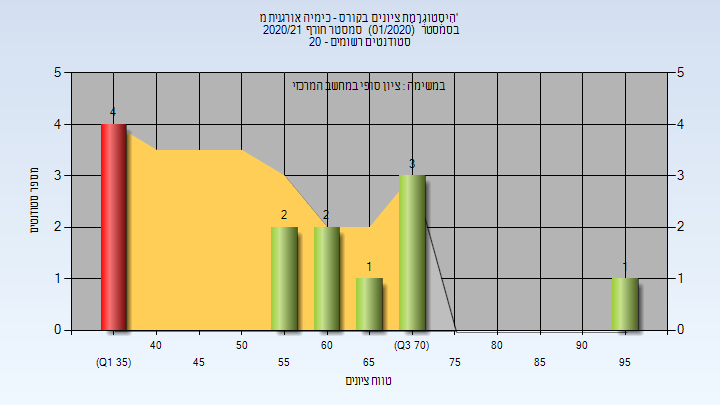 היסטוגרמת ציונים בקורס - כימיה אורגנית מ'
בסמסטר (01/2020) סמסטר חורף 2020/21
סטודנטים רשומים - 20
במשימה : ציון סופי במחשב המרכזי
מספר סטודנטים
5 5
4 4
3 3
2 2
1 1
0 0
4
2
2
1
3
1
40 50 60 (Q3 70) 80 90
(Q1 35) 45 55 65 75 85 95
טווח ציונים